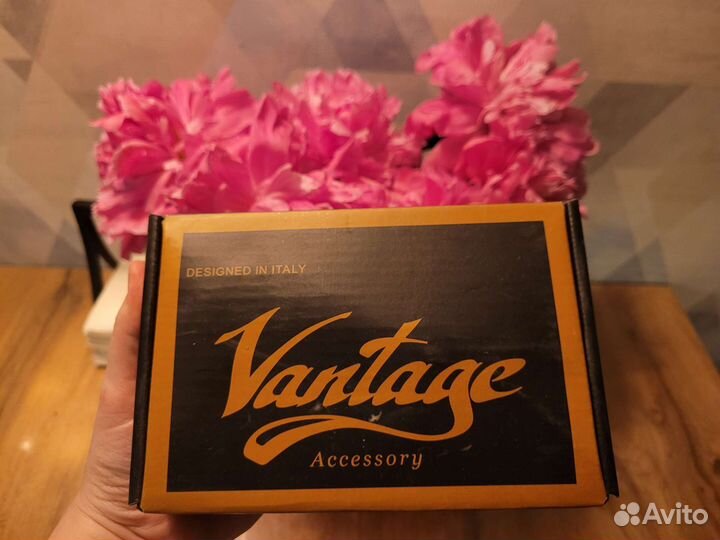 DESIGNED IN ITALY
Vantage
Accessory
Avito